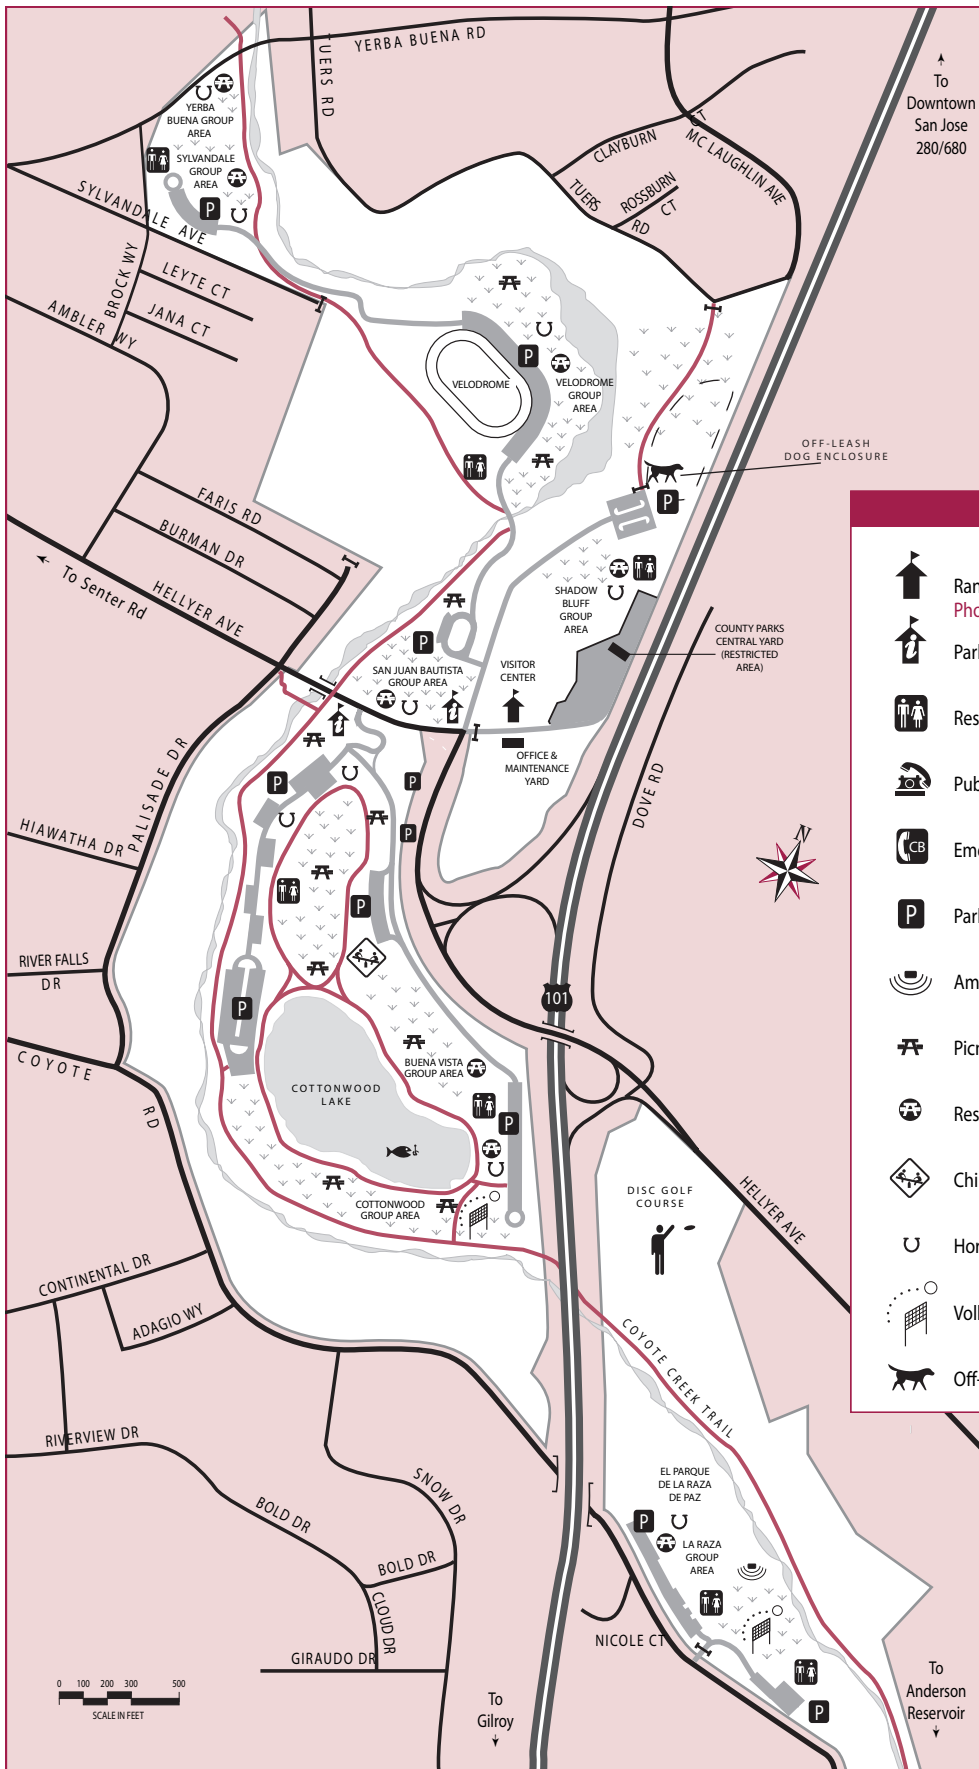 YERBA BUENA RD
TUERS RD
To
Downtown
San Jose
280/680
YERBA
BUENA GROUP
AREA
CLAYBURN CT
MC LAUGHLIN AVE
SYLVANDALE
GROUP
AREA
TUERS RD
ROSSBURN
CT
P
SYLVANDALE AVE
BROCK WY
LEYTE CT
JANA CT
AMBLER WY
P
VELODROME
VELODROME
GROUP
AREA
OFF-LEASH
DOG ENCLOSURE
P
FARIS RD
BURMAN DR
HELLYER AVE
To Senter Rd
SHADOW
BLUFF
GROUP
AREA
COUNTY PARKS
CENTRAL YARD
(RESTRICTED
AREA)
P
SAN JUAN BAUTISTA
GROUP AREA
VISITOR
CENTER
i
i
OFFICE &
MAINTENANCE
YARD
PALISADE DR
HIAWATHA DR
DOVE RD
P
P
P
N
P
RIVER FALLS
DR
P
101
COYOTE
RD
BUENA VISTA
GROUP AREA
COTTONWOOD
LAKE
P
COTTONWOOD
GROUP AREA
DISC GOLF
COURSE
HELLYER AVE
CONTINENTAL DR
ADAGIO WY
COYOTE CREEK TRAIL
RIVERVIEW DR
BOLD DR
SNOW DR
BOLD DR
CLOUD DR
GIRAUDO DR
EL PARQUE
DE LA RAZA
DE PAZ
P
LA RAZA
GROUP
AREA
NICOLE CT
P
0 100 200 300 500
SCALE IN FEET
To
Gilroy
To
Anderson
Reservoir
Ran
Pho
i
Park
Res
Pub
CB
Eme
P
Park
Am
Picn
Res
Chi
Hor
Voll
Off-